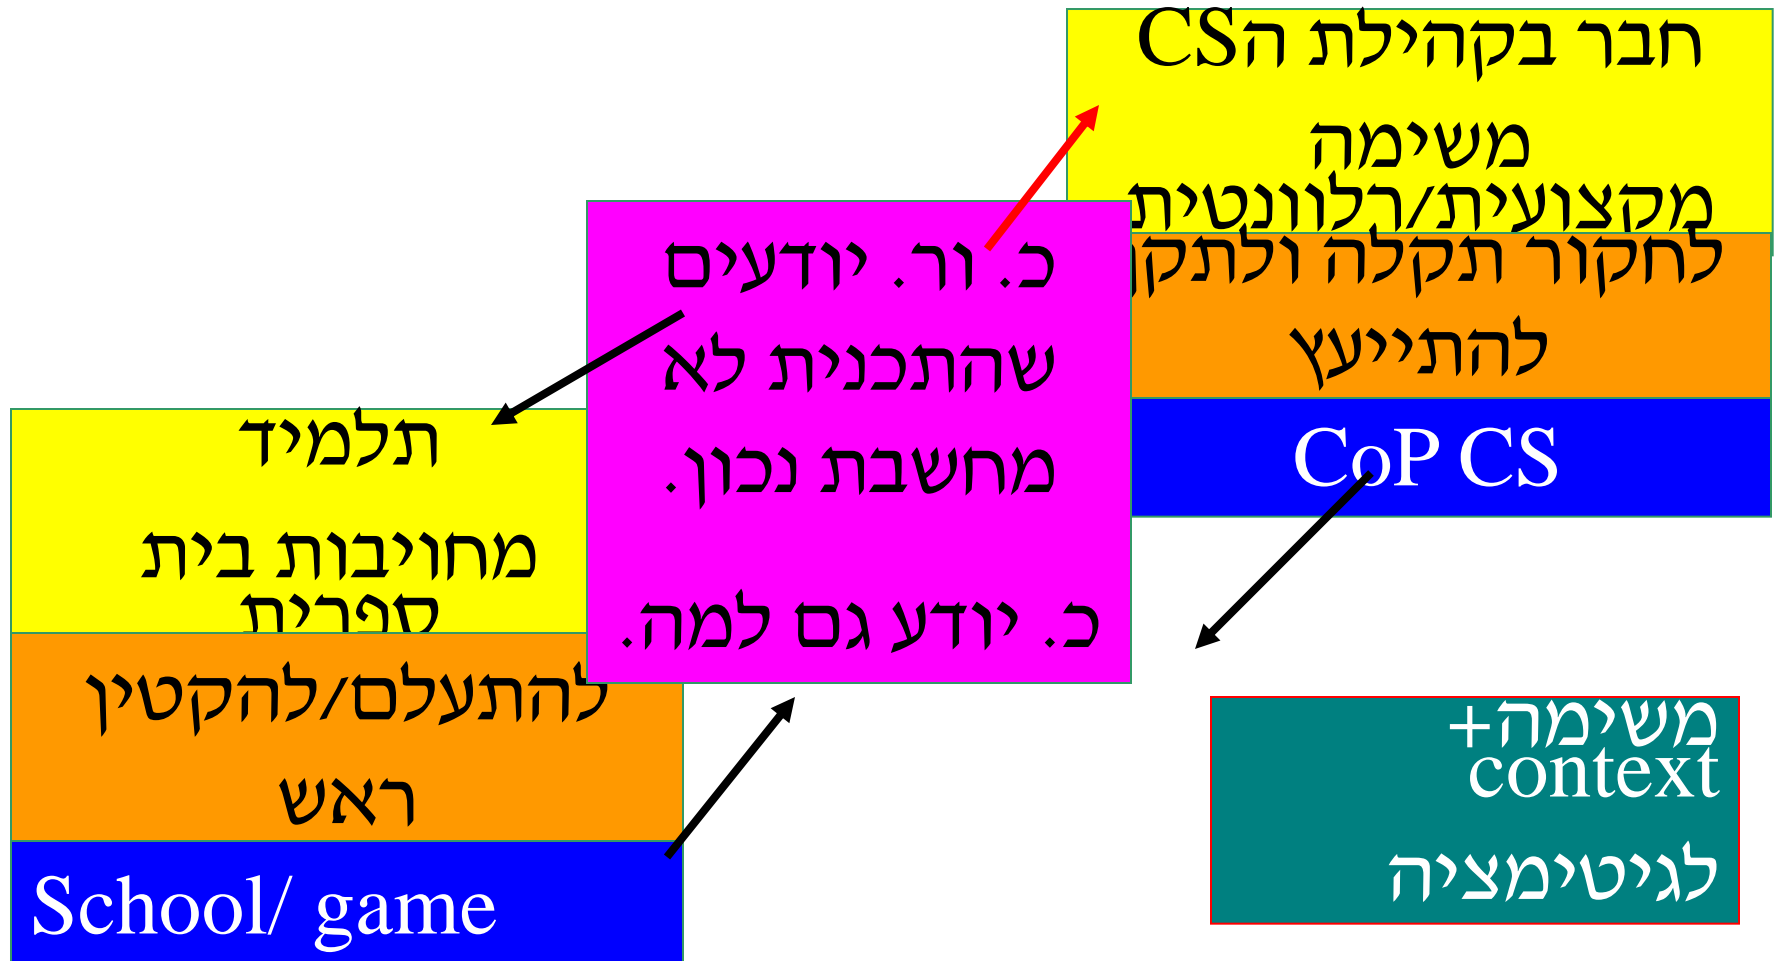 חבר בקהילת הCS
משימה
מקצועית/רלוונטית
לחקור תקלה ולתקן
להתייעץ
CoP CS
כ. ור. יודעים
שהתכנית לא
מחשבת נכון.
כ. יודע גם למה.
תלמיד
מחויבות בית
ספרית
להתעלם/להקטין
ראש
School/ game
משימה+
context
לגיטימציה